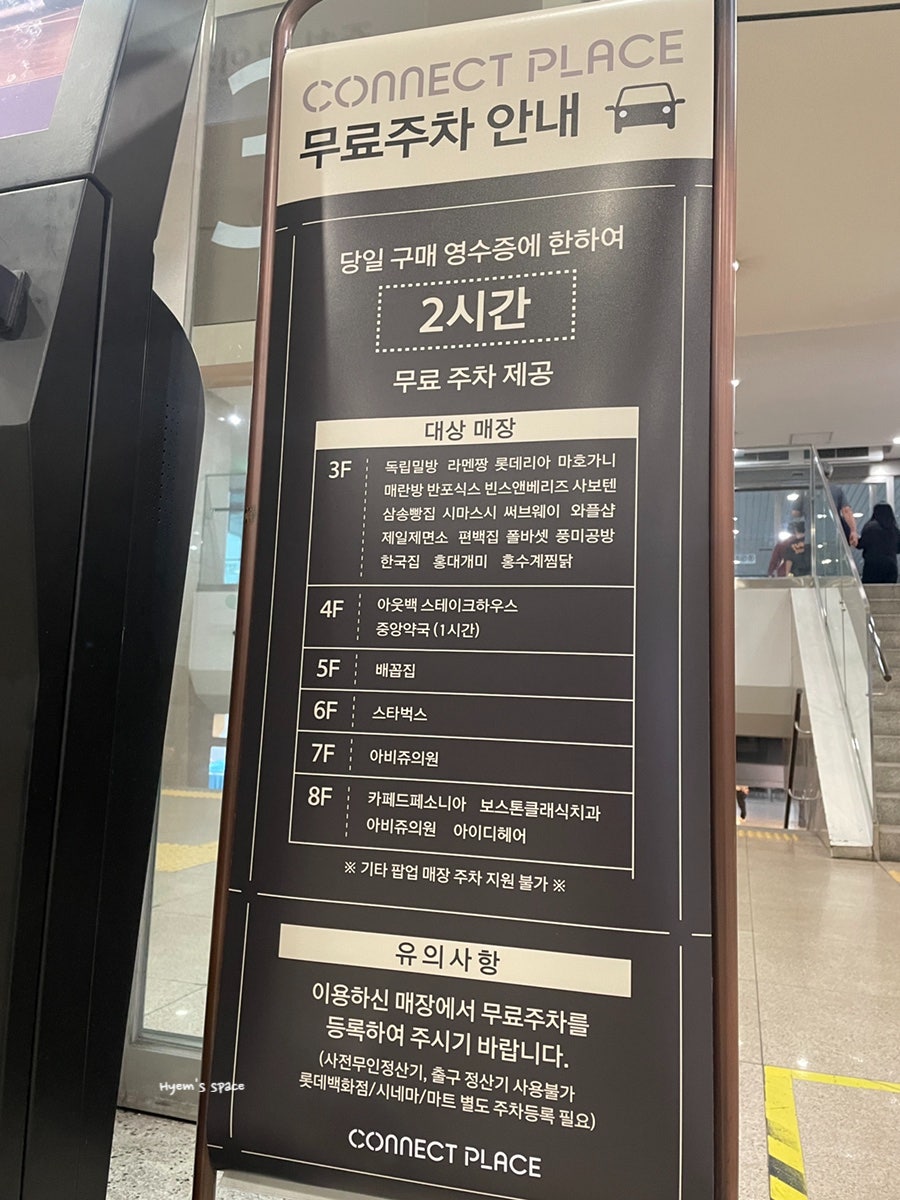 CONNECT PLACE
무료주차 안내
당일 구매 영수증에 한하여
2시간
무료 주차 제공
대상 매장
3F 독립밀방 라멘짱 롯데리아 마호가니
매란방 반포식스 빈스앤베리즈 사보텐
삼송빵집 시마스시 써브웨이 와플샵
제일제면소 편백집 폴바셋 풍미공방
한국집 홍대개미 홍수계찜닭
4F 아웃백 스테이크하우스
중앙약국 (1시간)
5F 배꼽집
6F 스타벅스
7F 아비쥬의원
8F 카페드페소니아 보스톤클래식치과
아비쥬의원 아이디헤어
※ 기타 팝업 매장 주차 지원 불가 ※
유의사항
이용하신 매장에서 무료주차를
등록하여 주시기 바랍니다.
(사전무인정산기, 출구 정산기 사용불가
롯데백화점/시네마/마트 별도 주차등록 필요)
CONNECT PLACE
Hyem's space